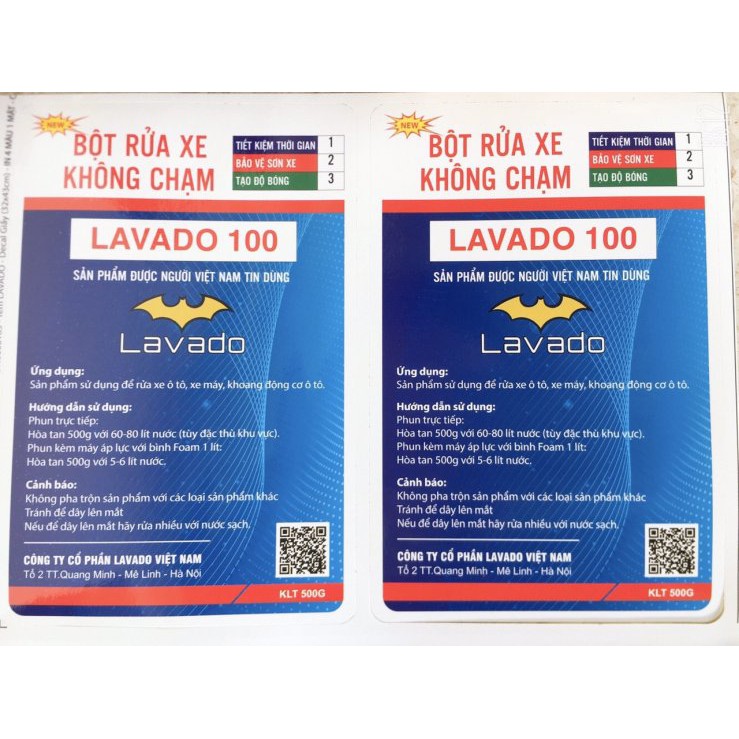 Decal Giấy (32x43cm) - IN 4 MÀU 1 MẶT
NEW
BỘT RỬA XE
KHÔNG CHẠM
TIẾT KIỆM THỜI GIAN 1
BẢO VỆ SƠN XE 2
TẠO ĐỘ BÓNG 3
LAVADO 100
SẢN PHẨM ĐƯỢC NGƯỜI VIỆT NAM TIN DÙNG
Lavado
Ứng dụng:
Sản phẩm sử dụng để rửa xe ô tô, xe máy, khoang động cơ ô tô.
Hướng dẫn sử dụng:
Phun trực tiếp:
Hòa tan 500g với 60-80 lít nước (tùy đặc thù khu vực).
Phun kèm máy áp lực với bình Foam 1 lít:
Hòa tan 500g với 5-6 lít nước.
Cảnh báo:
Không pha trộn sản phẩm với các loại sản phẩm khác
Tránh để dây lên mắt
Nếu để dây lên mắt hãy rửa nhiều với nước sạch.
CÔNG TY CỔ PHẦN LAVADO VIỆT NAM
Tổ 2 TT.Quang Minh - Mê Linh - Hà Nội
KLT 500G
NEW
BỘT RỬA XE
KHÔNG CHẠM
TIẾT KIỆM THỜI GIAN 1
BẢO VỆ SƠN XE 2
TẠO ĐỘ BÓNG 3
LAVADO 100
SẢN PHẨM ĐƯỢC NGƯỜI VIỆT NAM TIN DÙNG
Lavado
Ứng dụng:
Sản phẩm sử dụng để rửa xe ô tô, xe máy, khoang động cơ ô tô.
Hướng dẫn sử dụng:
Phun trực tiếp:
Hòa tan 500g với 60-80 lít nước (tùy đặc thù khu vực).
Phun kèm máy áp lực với bình Foam 1 lít:
Hòa tan 500g với 5-6 lít nước.
Cảnh báo:
Không pha trộn sản phẩm với các loại sản phẩm khác
Tránh để dây lên mắt
Nếu để dây lên mắt hãy rửa nhiều với nước sạch.
CÔNG TY CỔ PHẦN LAVADO VIỆT NAM
Tổ 2 TT.Quang Minh - Mê Linh - Hà Nội
KLT 500G